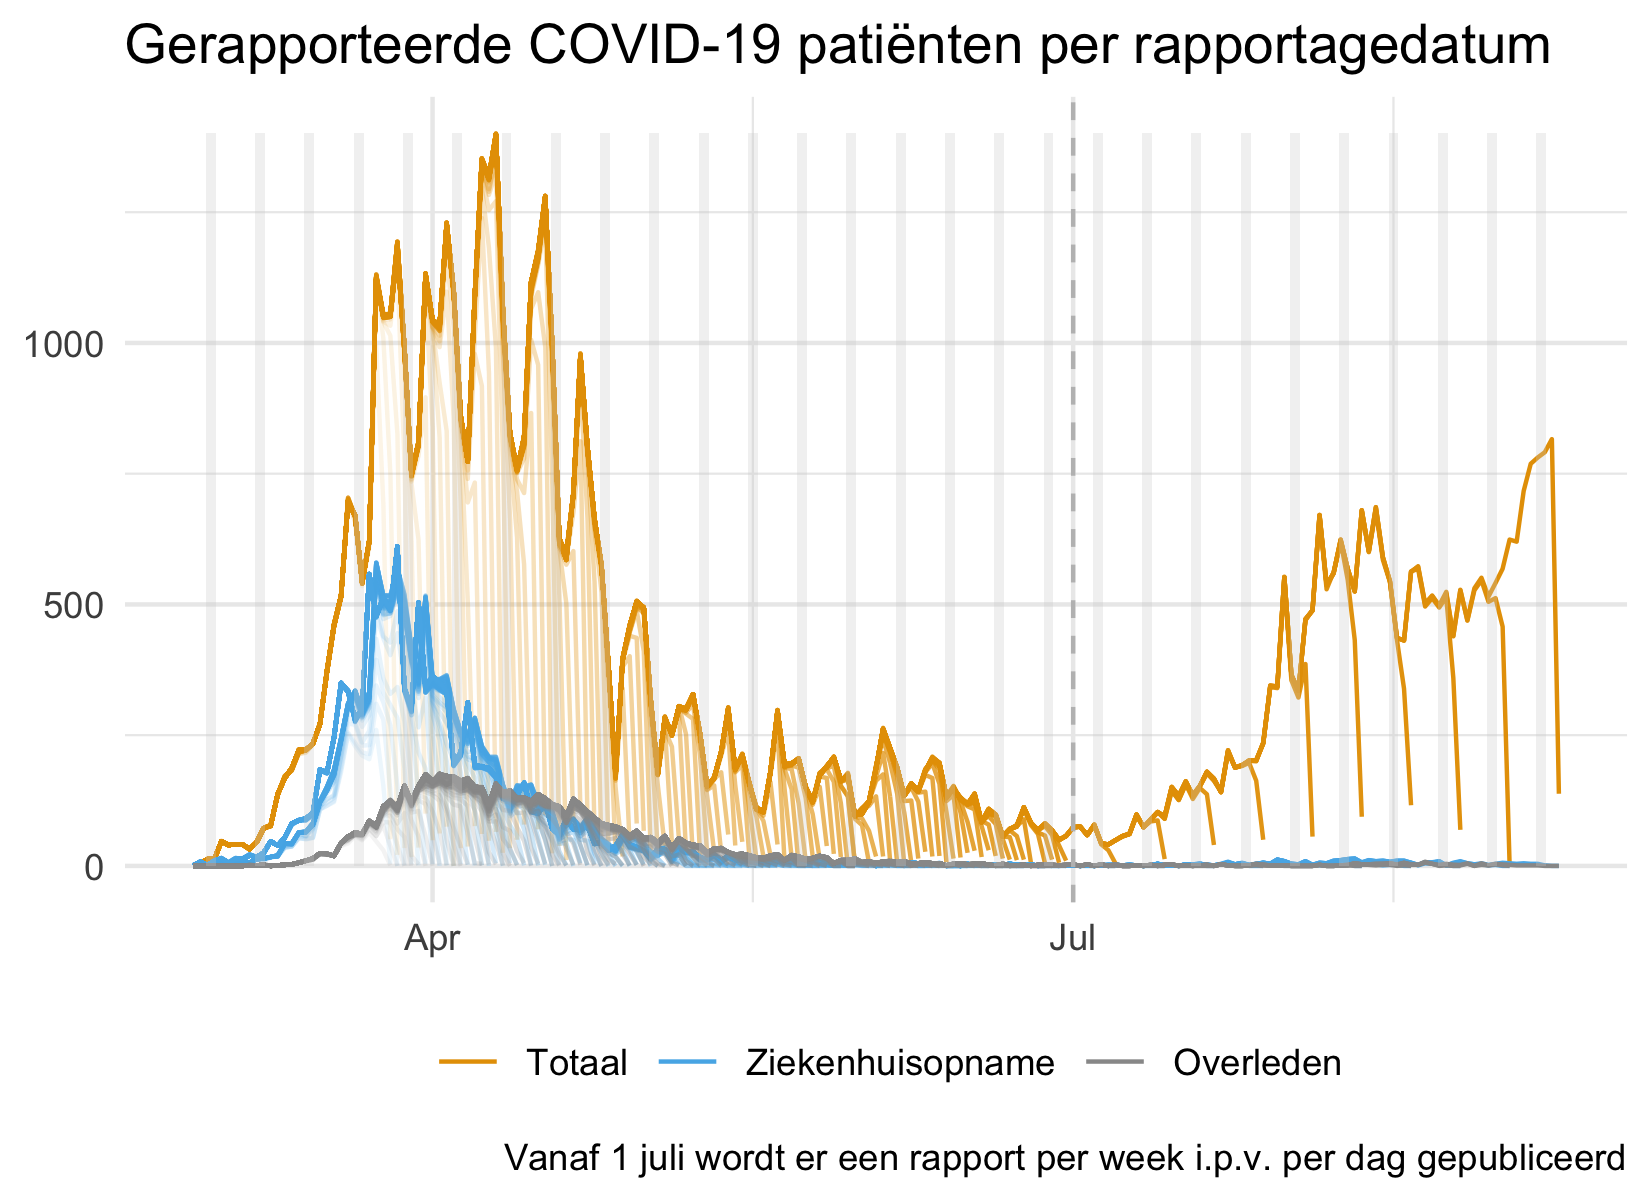 Gerapporteerde COVID-19 patiënten per rapportagedatum
1000
500
0
Apr
Jul
Totaal
Ziekenhuisopname
Overleden
Vanaf 1 juli wordt er een rapport per week i.p.v. per dag gepubliceerd